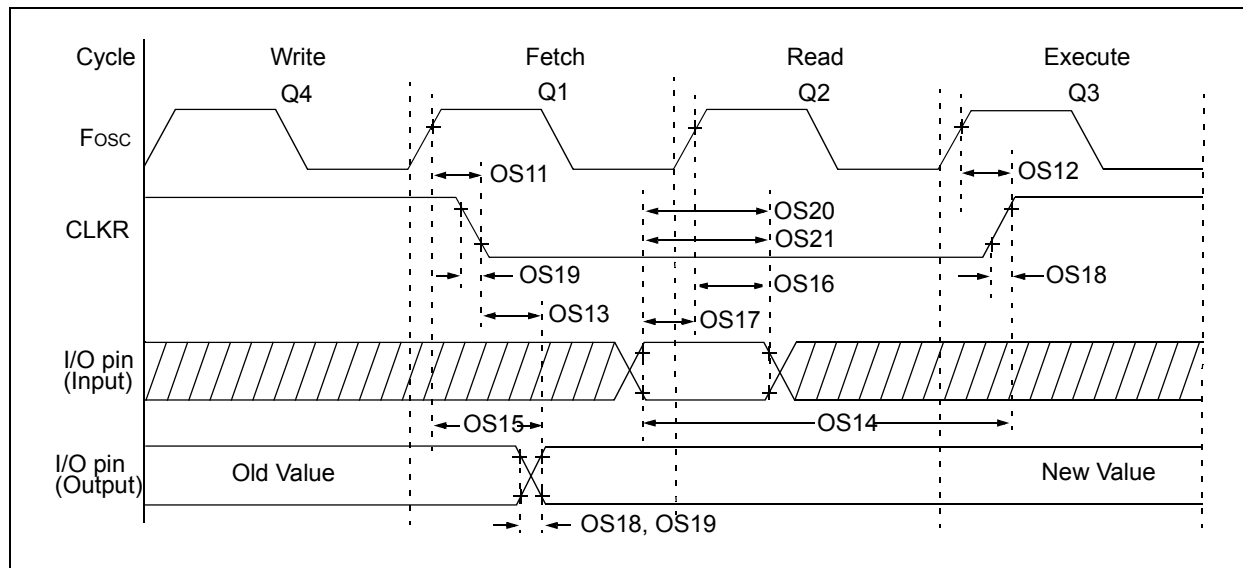 Cycle Write Fetch Read Execute
Q4 Q1 Q2 Q3
Fosc
OS11 OS12
OS20
CLKR
OS21
OS19 OS16 OS18
OS13 OS17
I/O pin
(Input)
OS15 OS14
I/O pin
(Output)
Old Value New Value
OS18, OS19